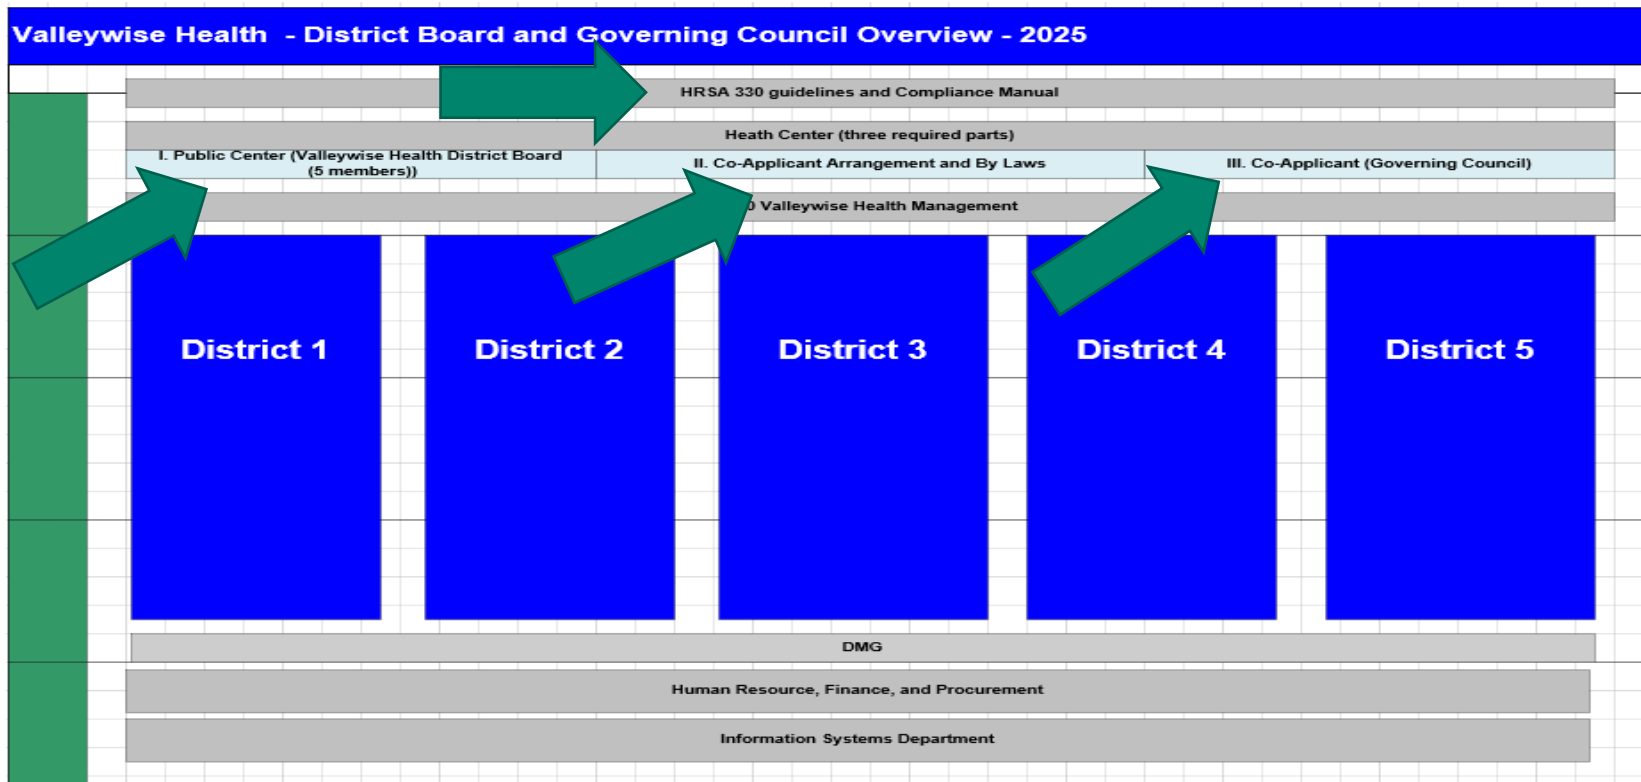 Valleywise Health - District Board and Governing Council Overview - 2025
HRSA 330 guidelines and Compliance Manual
Heath Center (three required parts)
I. Public Center (Valleywise Health District Board
(5 members))
II. Co-Applicant Arrangement and By Laws
III. Co-Applicant (Governing Council)
0 Valleywise Health Management
District 1
District 2
District 3
District 4
District 5
DMG
Human Resource, Finance, and Procurement
Information Systems Department